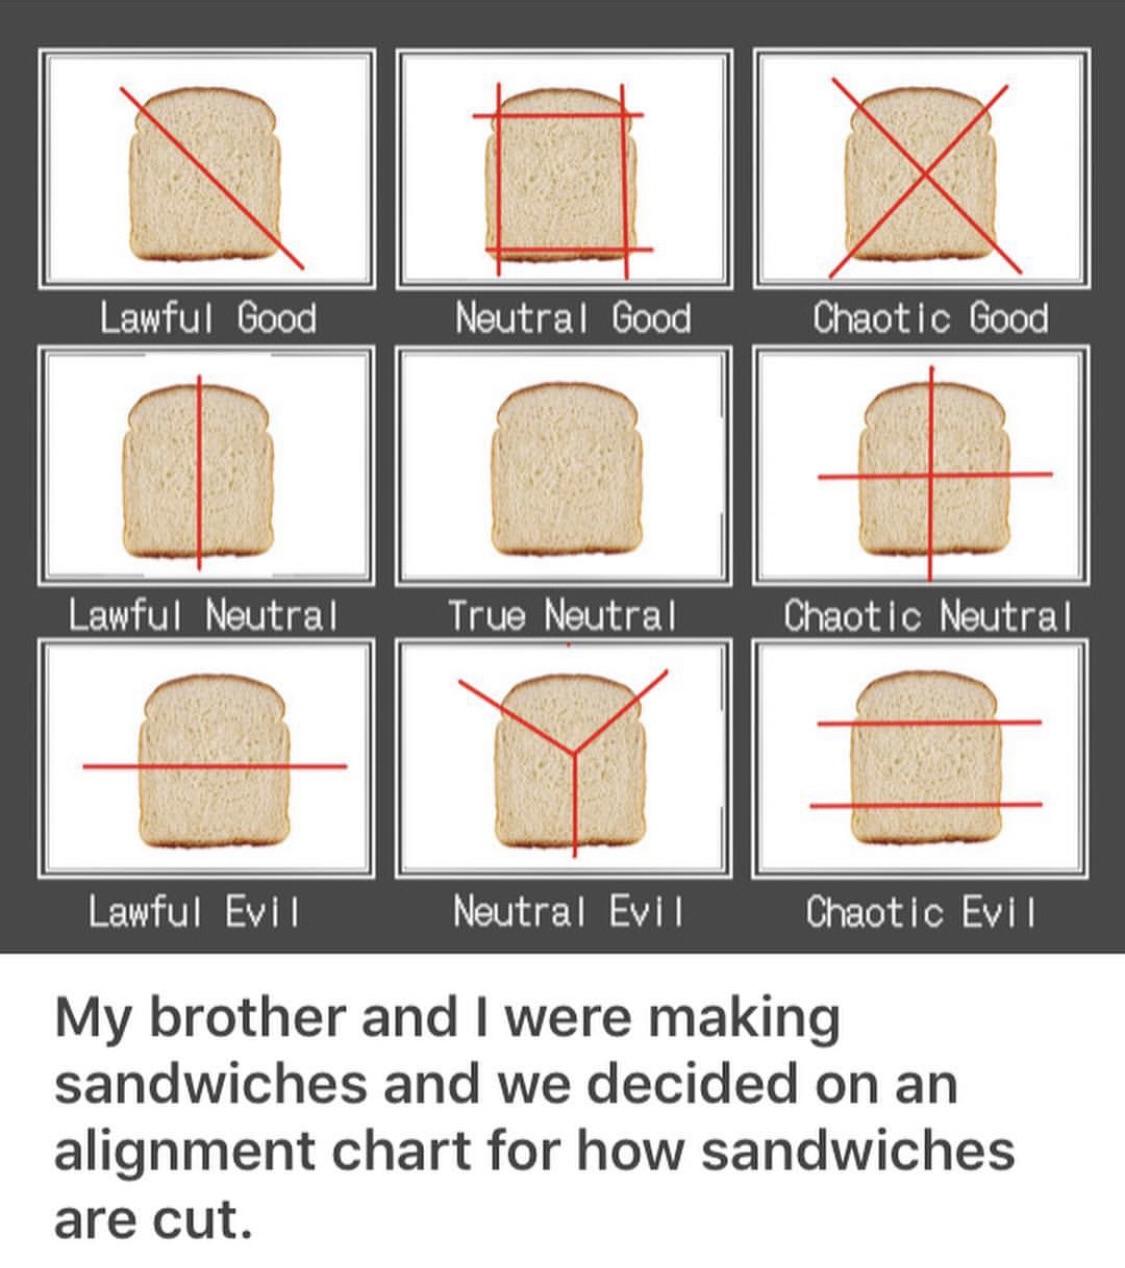 Lawful Good
Neutral Good
Chaotic Good
Lawful Neutral
True Neutral
Chaotic Neutral
Lawful Evil
Neutral Evil
Chaotic Evil
My brother and I were making
sandwiches and we decided on an
alignment chart for how sandwiches
are cut.